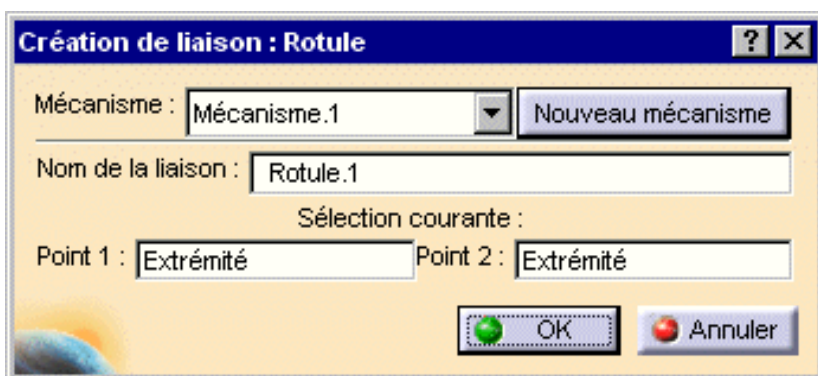 Création de liaison : Rotule ? X
Mécanisme : Mécanisme.1 Nouveau mécanisme
Nom de la liaison : Rotule.1
Sélection courante :
Point 1 : Extrémité Point 2 : Extrémité
OK Annuler